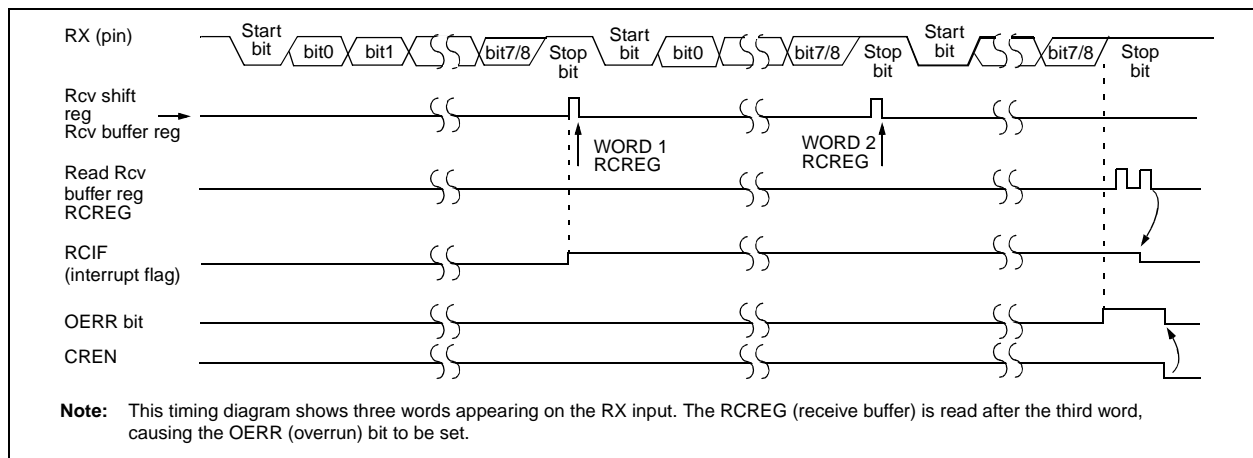 RX (pin)
Start
bit
bit0
bit1
bit7/8
Stop
bit
Start
bit
bit0
bit7/8
Stop
bit
Start
bit
bit7/8
Stop
bit
Rcv shift
reg
Rcv buffer reg
WORD 1
RCREG
WORD 2
RCREG
Read Rcv
buffer reg
RCREG
RCIF
(interrupt flag)
OERR bit
CREN
Note: This timing diagram shows three words appearing on the RX input. The RCREG (receive buffer) is read after the third word,
causing the OERR (overrun) bit to be set.